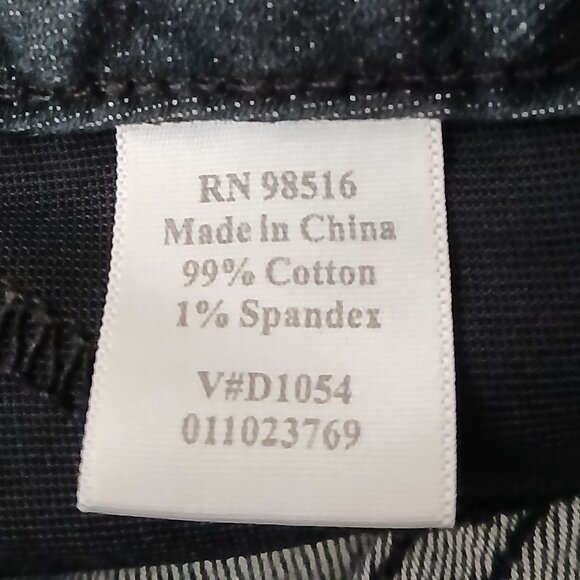 RN 98516
Made in China
99% Cotton
1% Spandex
V#D1054
011023769